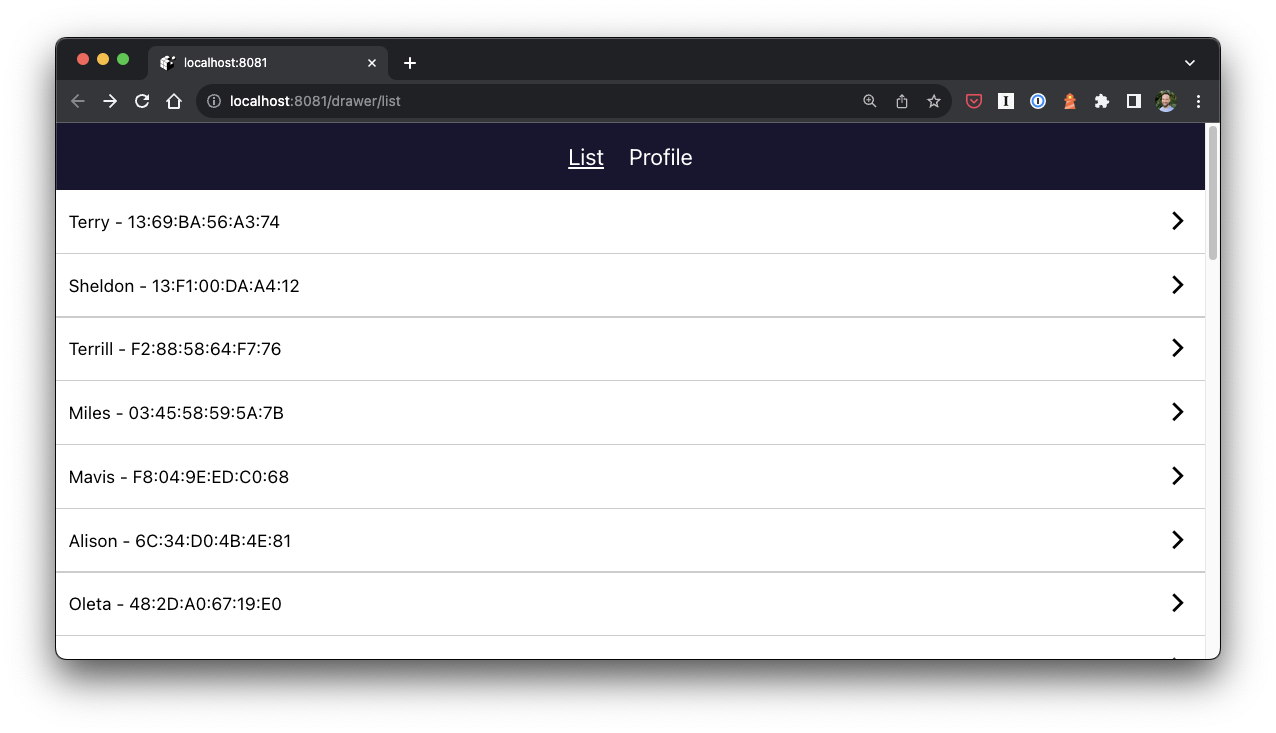 localhost:8081
localhost:8081/drawer/list
List Profile
Terry - 13:69:BA:56:A3:74
Sheldon - 13:F1:00:DA:A4:12
Terrill - F2:88:58:64:F7:76
Miles - 03:45:58:59:5A:7B
Mavis - F8:04:9E:ED:C0:68
Alison - 6C:34:D0:4B:4E:81
Oleta - 48:2D:A0:67:19:E0